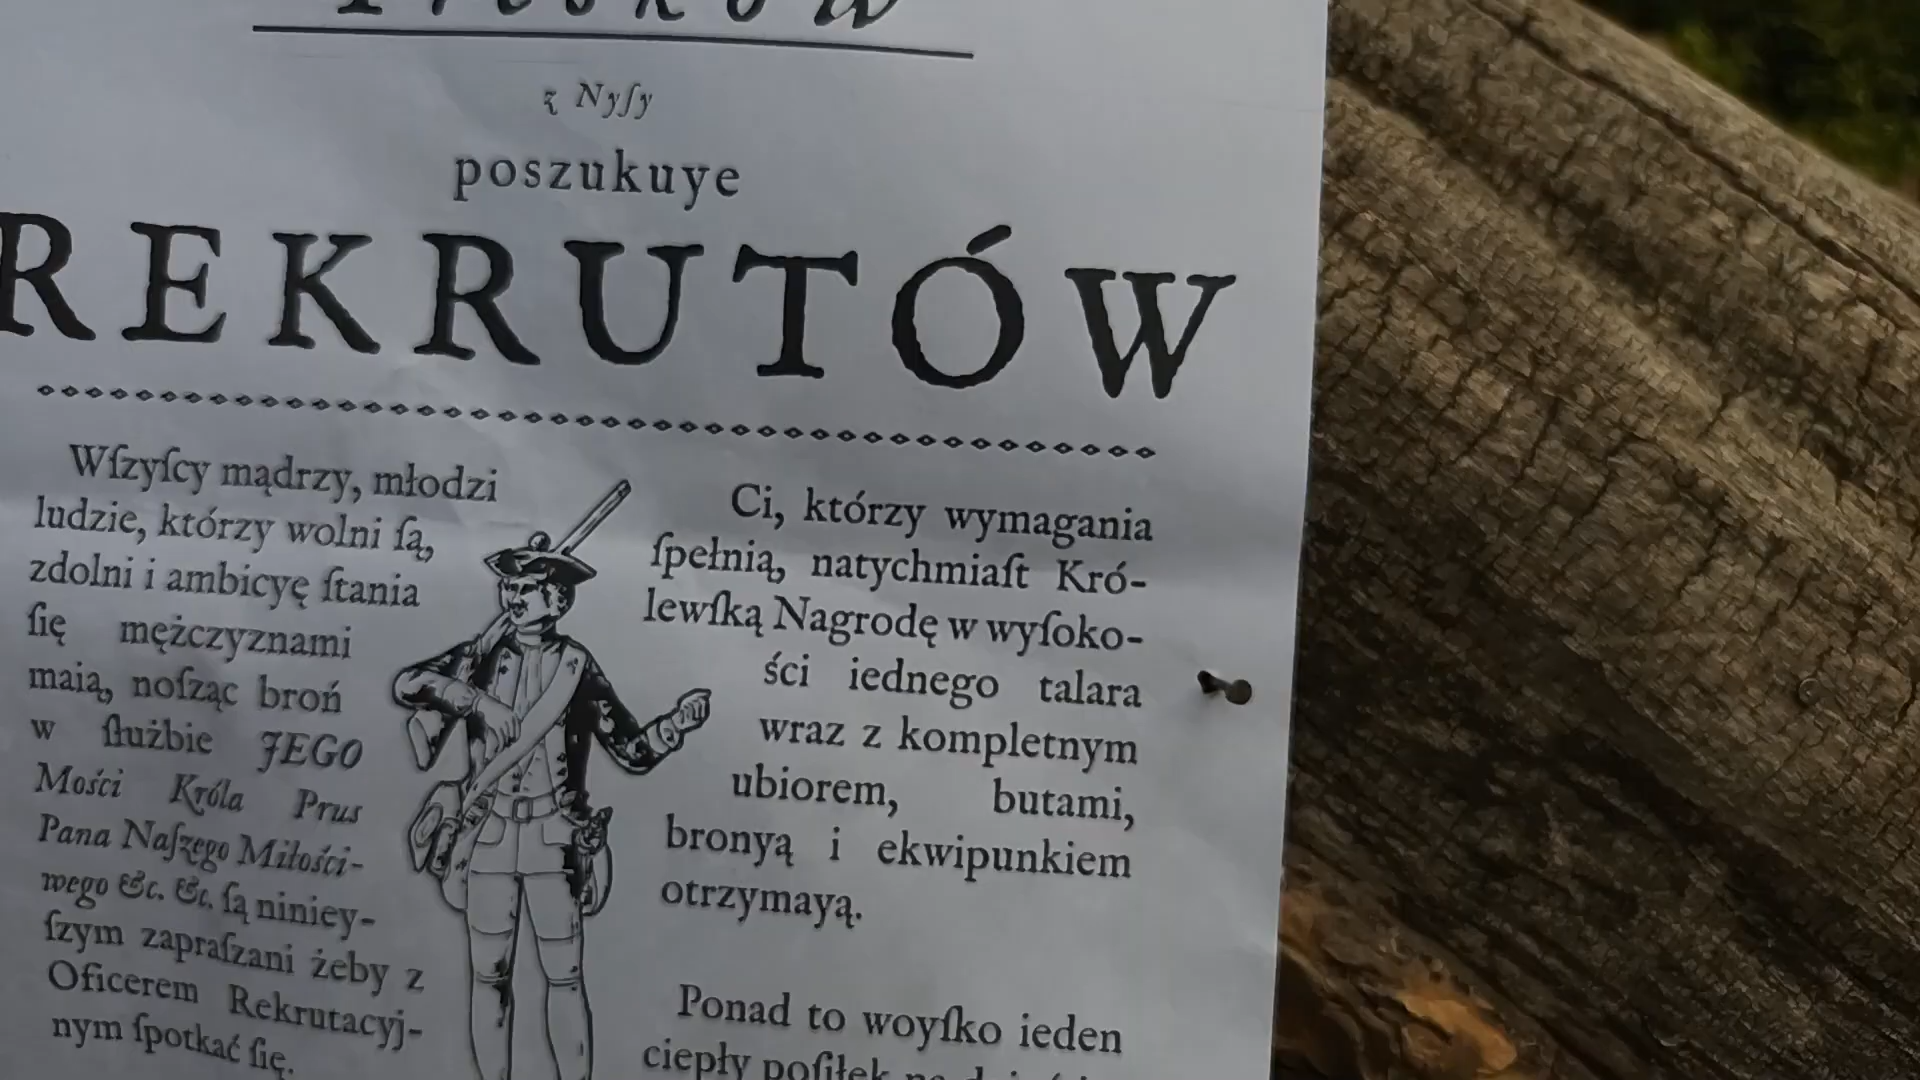 z Nyſy
poszukuye
REKRUTÓW
Wſzyſcy mądrzy, młodzi
ludzie, którzy wolni ſą,
zdolni i ambicyę ſtania
ſię mężczyznami
maią, noſząc broń
w ſłużbie JEGO
Mości Króla Prus
Pana Naſzego Miłości-
wego &c. &c. ſą niniey-
ſzym zapraſzani żeby z
Oficerem Rekrutacyj-
nym ſpotkać ſię.
Ci, którzy wymagania
ſpełnią, natychmiaſt Kró-
lewſką Nagrodę w wyſoko-
ści iednego talara
wraz z kompletnym
ubiorem, butami,
bronyą i ekwipunkiem
otrzymayą.
Ponad to woyſko ieden
ciepły poſiłek